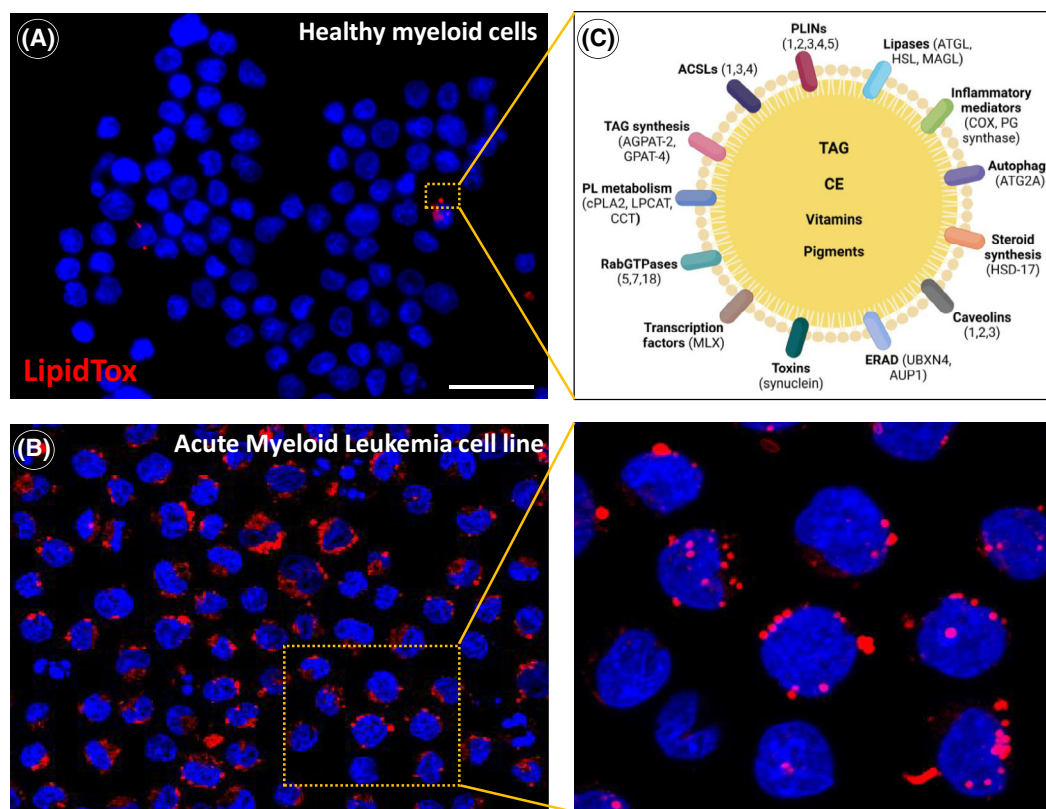 (A)
Healthy myeloid cells
LipidTox
(B)
Acute Myeloid Leukemia cell line
(C)
PLINs
(1,2,3,4,5)
Lipases (ATGL,
HSL, MAGL)
ACSLs (1,3,4)
Inflammatory
mediators
(COX, PG
synthase)
TAG synthesis
(AGPAT-2,
GPAT-4)
Autophag
(ATG2A)
PL metabolism
(cPLA2, LPCAT,
CCT)
Steroid
synthesis
(HSD-17)
RabGTPases
(5,7,18)
Caveolins
(1,2,3)
Transcription
factors (MLX)
ERAD (UBXN4,
AUP1)
Toxins
(synuclein)
TAG
CE
Vitamins
Pigments